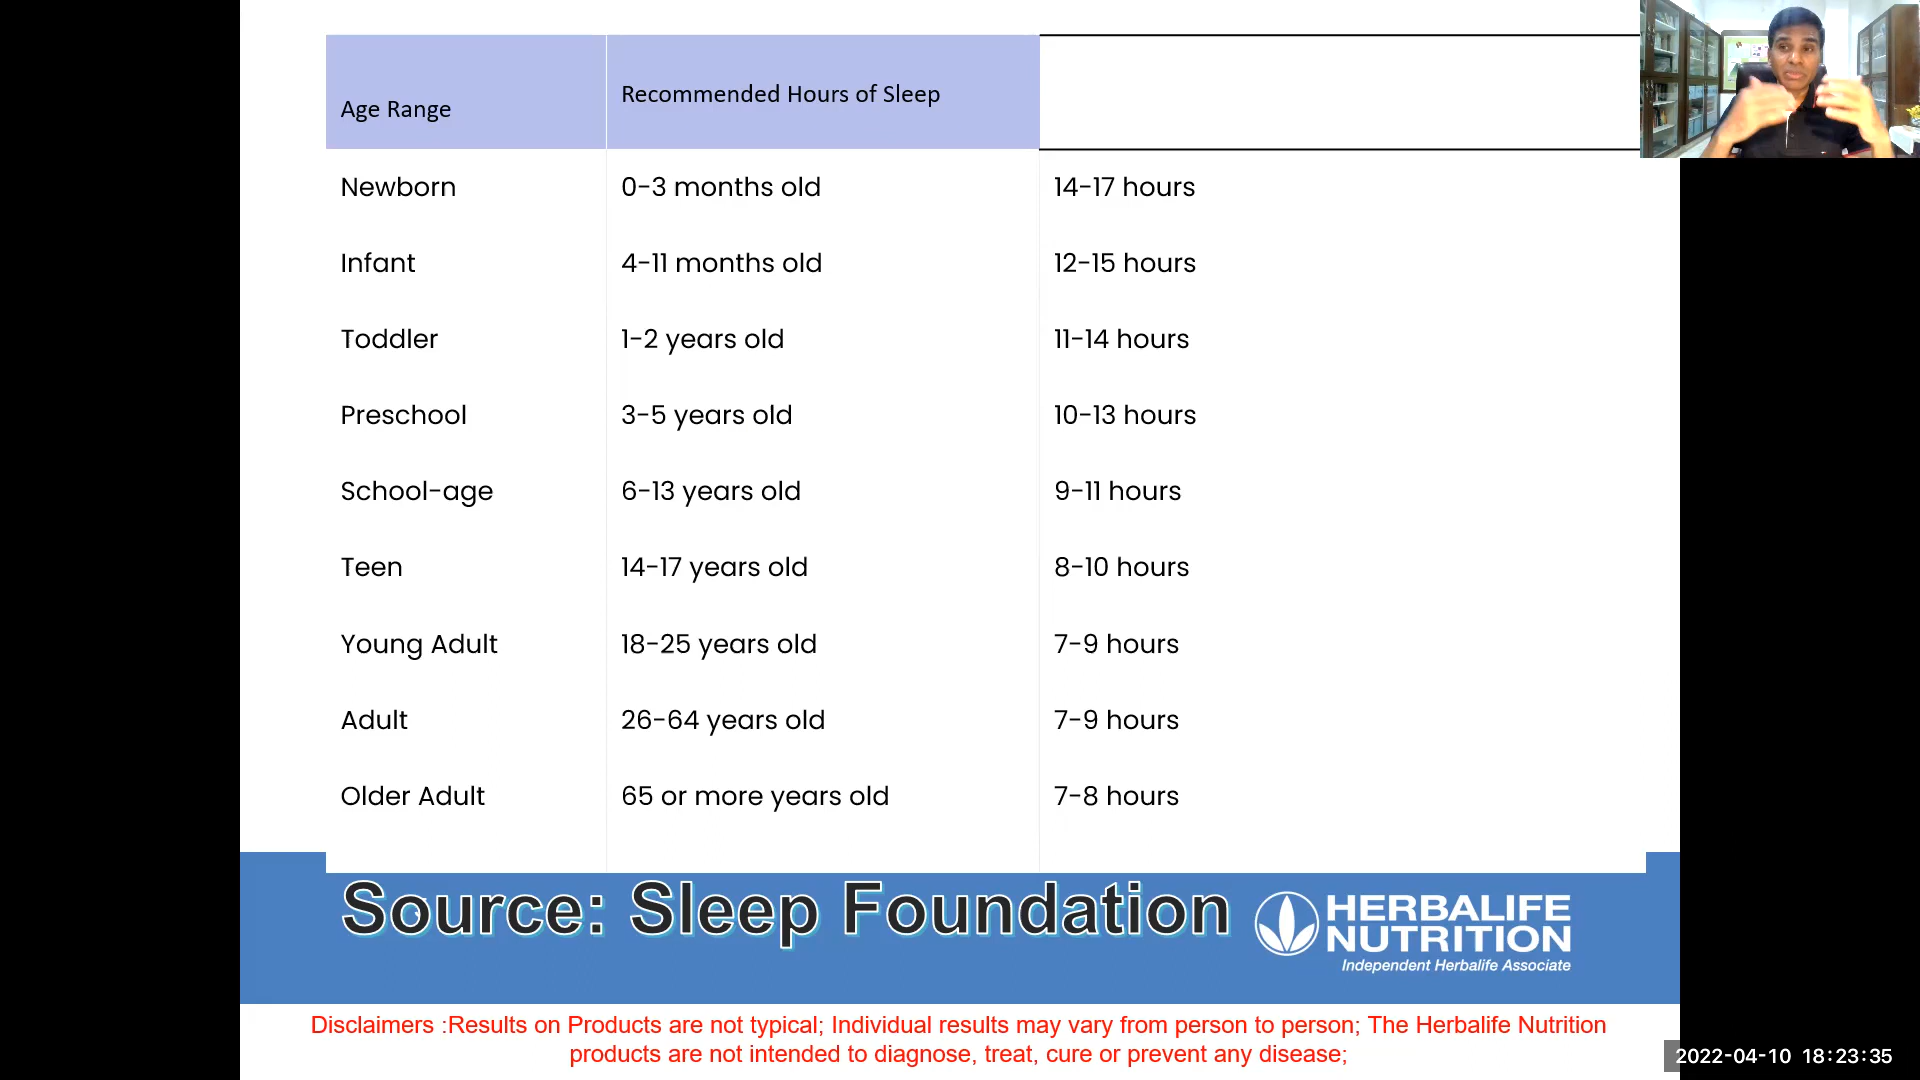 Age Range
Recommended Hours of Sleep
Newborn 0-3 months old 14-17 hours
Infant 4-11 months old 12-15 hours
Toddler 1-2 years old 11-14 hours
Preschool 3-5 years old 10-13 hours
School-age 6-13 years old 9-11 hours
Teen 14-17 years old 8-10 hours
Young Adult 18-25 years old 7-9 hours
Adult 26-64 years old 7-9 hours
Older Adult 65 or more years old 7-8 hours
Source: Sleep Foundation
HERBALIFE
NUTRITION
Independent Herbalife Associate
Disclaimers :Results on Products are not typical; Individual results may vary from person to person; The Herbalife Nutrition
products are not intended to diagnose, treat, cure or prevent any disease;
2022-04-10 18:23:35